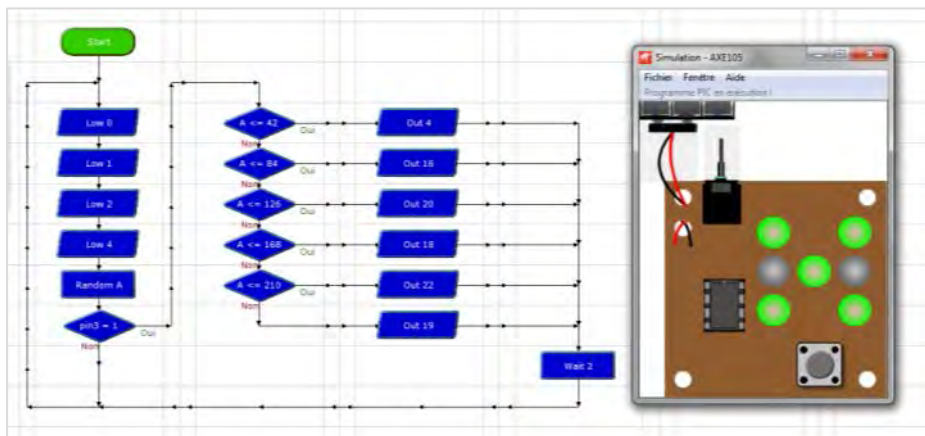 Start
Low 0
Low 1
Low 2
Low 4
Random A
pin3 = 1
Oui
Non
A <= 42
Oui
Non
A <= 84
Oui
Non
A <= 126
Oui
Non
A <= 168
Oui
Non
A <= 210
Oui
Non
Out 4
Out 16
Out 20
Out 18
Out 22
Out 19
Wait 2
Simulation - AXE105
Fichier Fenêtre Aide
Programme PIC en exécution !